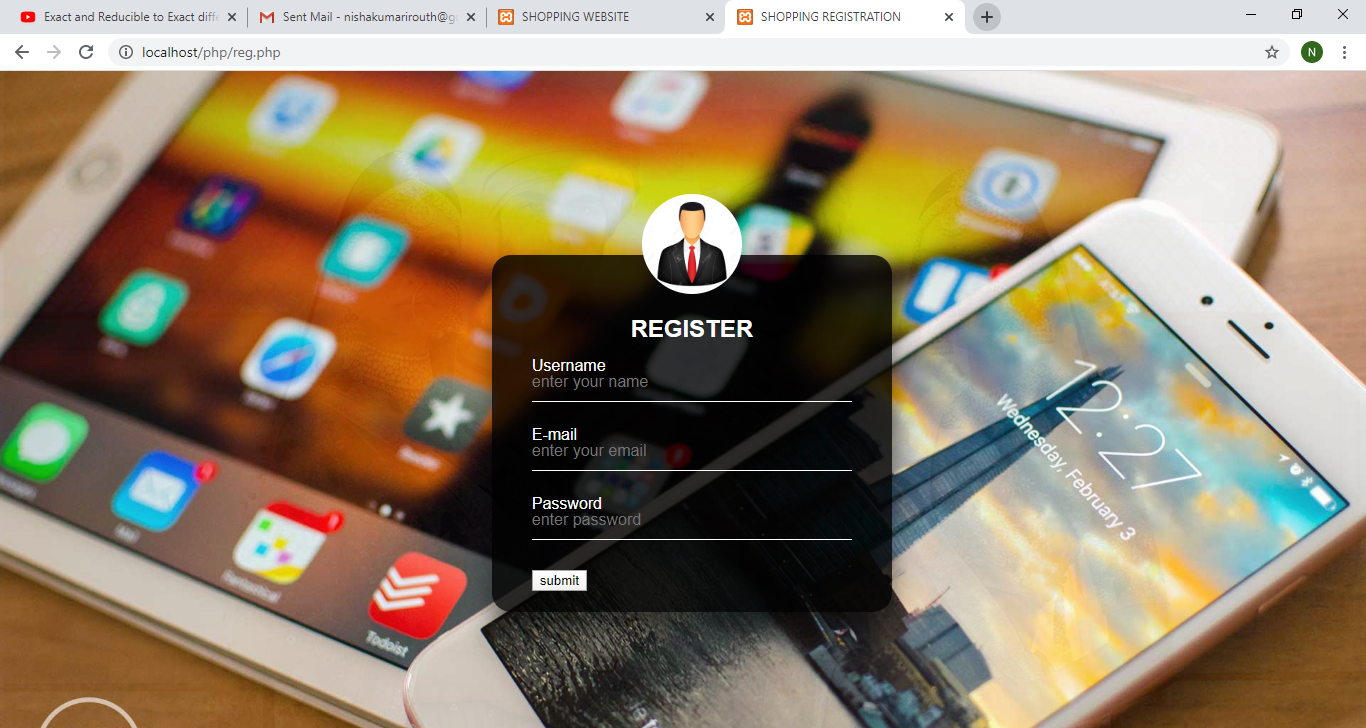 Exact and Reducible to Exact diffe
Sent Mail - nishakumarirouth@g
SHOPPING WEBSITE
SHOPPING REGISTRATION
localhost/php/reg.php
N
REGISTER
Username
enter your name
E-mail
enter your email
Password
enter password
submit
12:27
Wednesday, February 3
Fantastical
Todoist